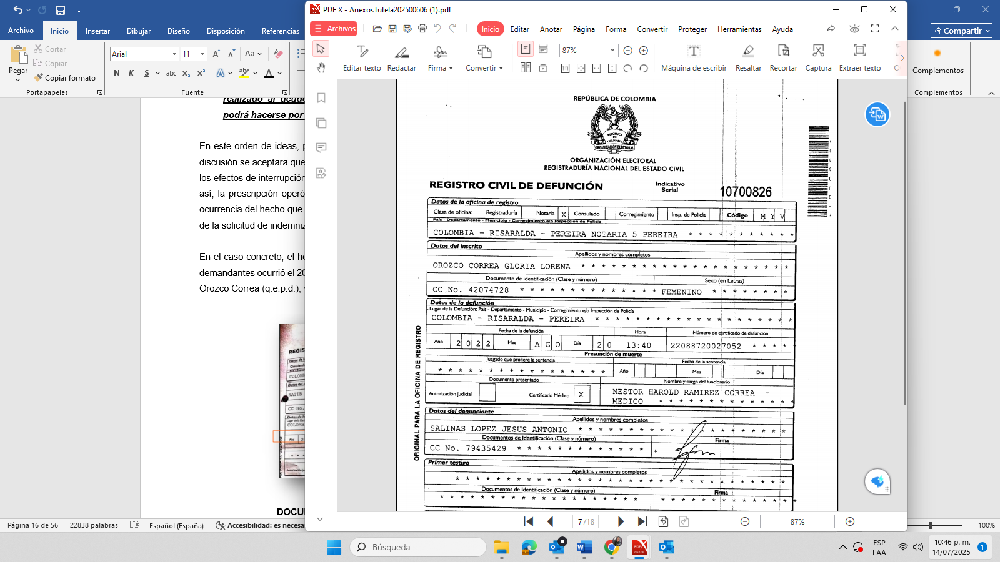 PDF X - AnexosTutela202500606 (1).pdf
Archivo Inicio Insertar Dibujar Diseño Disposición Referencias
Archivos Inicio Editar Anotar Página Forma Convertir Proteger Herramientas Ayuda
Compartir
Pegar
Cortar
Copiar
Copiar formato
Portapapeles
Arial 11
Aa
N K S abc x₂ x²
Fuente
Editar texto Redactar Firma Convertir
87%
Máquina de escribir Resaltar Recortar Captura Extraer texto
Complementos
Complementos
realizado al deudo
podrá hacerse por
En este orden de ideas, p
discusión se aceptara que
los efectos de interrupción
así, la prescripción operó
ocurrencia del hecho que
de la solicitud de indemniz
En el caso concreto, el he
demandantes ocurrió el 20
Orozco Correa (q.e.p.d.), v
DOCU
REPÚBLICA DE COLOMBIA
REPÚBLICA DE COLOMBIA
ORGANIZACIÓN ELECTORAL
ORGANIZACIÓN ELECTORAL
REGISTRADURÍA NACIONAL DEL ESTADO CIVIL
REGISTRO CIVIL DE DEFUNCIÓN
Indicativo Serial 10700826
Datos de la oficina de registro
Clase de oficina: Registraduría Notaría X Consulado Corregimiento Insp. de Policía Código M Y V
País - Departamento - Municipio - Corregimiento e/o Inspección de Policía
COLOMBIA - RISARALDA - PEREIRA NOTARIA 5 PEREIRA * * * * * * * * * *
Datos del inscrito
Apellidos y nombres completos
OROZCO CORREA GLORIA LORENA * * * * * * * * * * * * * * * * * *
Documento de identificación (Clase y número) Sexo (en Letras)
CC No. 42074728 * * * * * * * * * * * * FEMENINO * * * * * * *
Datos de la defunción
Lugar de la Defunción: País - Departamento - Municipio - Corregimiento e/o Inspección de Policía
COLOMBIA - RISARALDA - PEREIRA * * * * * * * * * * * * * * * * *
Fecha de la defunción Hora Número de certificado de defunción
Año 2 0 2 2 Mes A G O Día 2 0 13:40 22088720027052 * * * * *
Presunción de muerte
Juzgado que profiere la sentencia Fecha de la sentencia
* * * * * * * * * * * * * * Año Mes Día
Documento presentado Nombre y cargo del funcionario
Autorización judicial Certificado Médico X NESTOR HAROLD RAMIREZ CORREA -
MEDICO * * * * * * * * * * *
Datos del denunciante
Apellidos y nombres completos
SALINAS LOPEZ JESUS ANTONIO * * * * * * * * * * * * * * * * * *
Documentos de Identificación (Clase y número) Firma
CC No. 79435429 * * * * * * * * * * * *
Primer testigo
Apellidos y nombres completos
* * * * * * * * * * * * * * * * * * * * * * * * * * * * * *
Documentos de Identificación (Clase y número) Firma
* * * * * * * * * * * * * * * * * * * * * * * * * *
ORIGINAL PARA LA OFICINA DE REGISTRO
7 /18
87%
Página 16 de 56 22838 palabras Español (España) Accesibilidad: es necesa
100%
Búsqueda
ESP
LAA
10:46 p. m.
14/07/2025
1